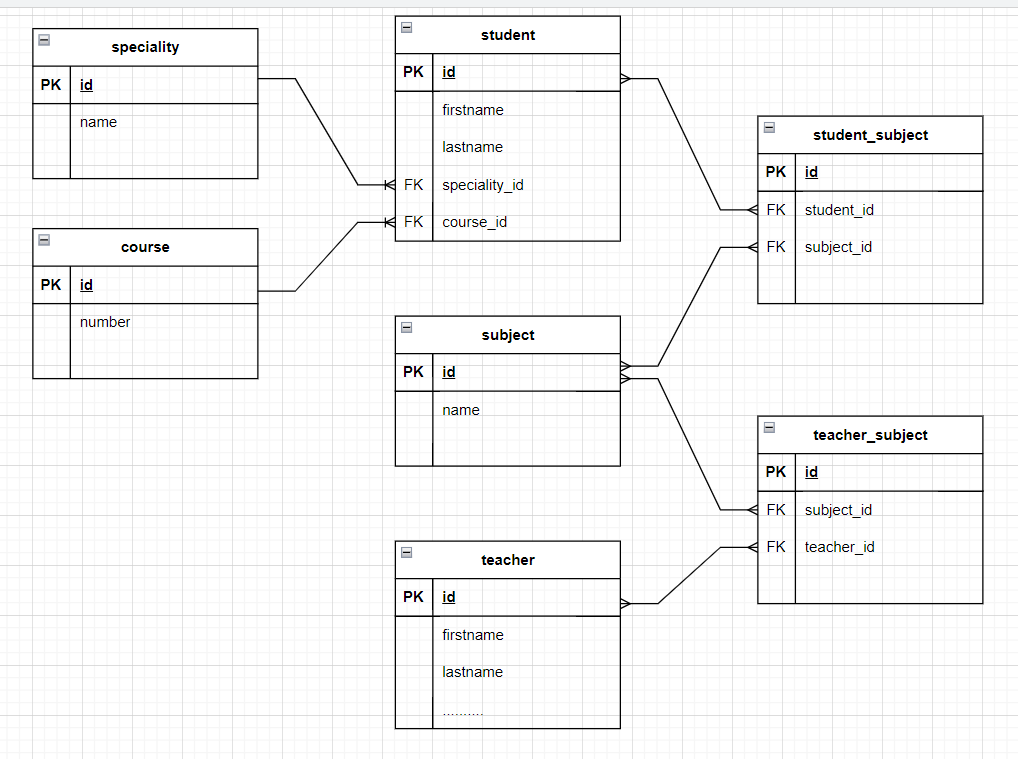 speciality
PK id
name
student
PK id
firstname
lastname
FK speciality_id
FK course_id
student_subject
PK id
FK student_id
FK subject_id
course
PK id
number
subject
PK id
name
teacher_subject
PK id
FK subject_id
FK teacher_id
teacher
PK id
firstname
lastname
..........